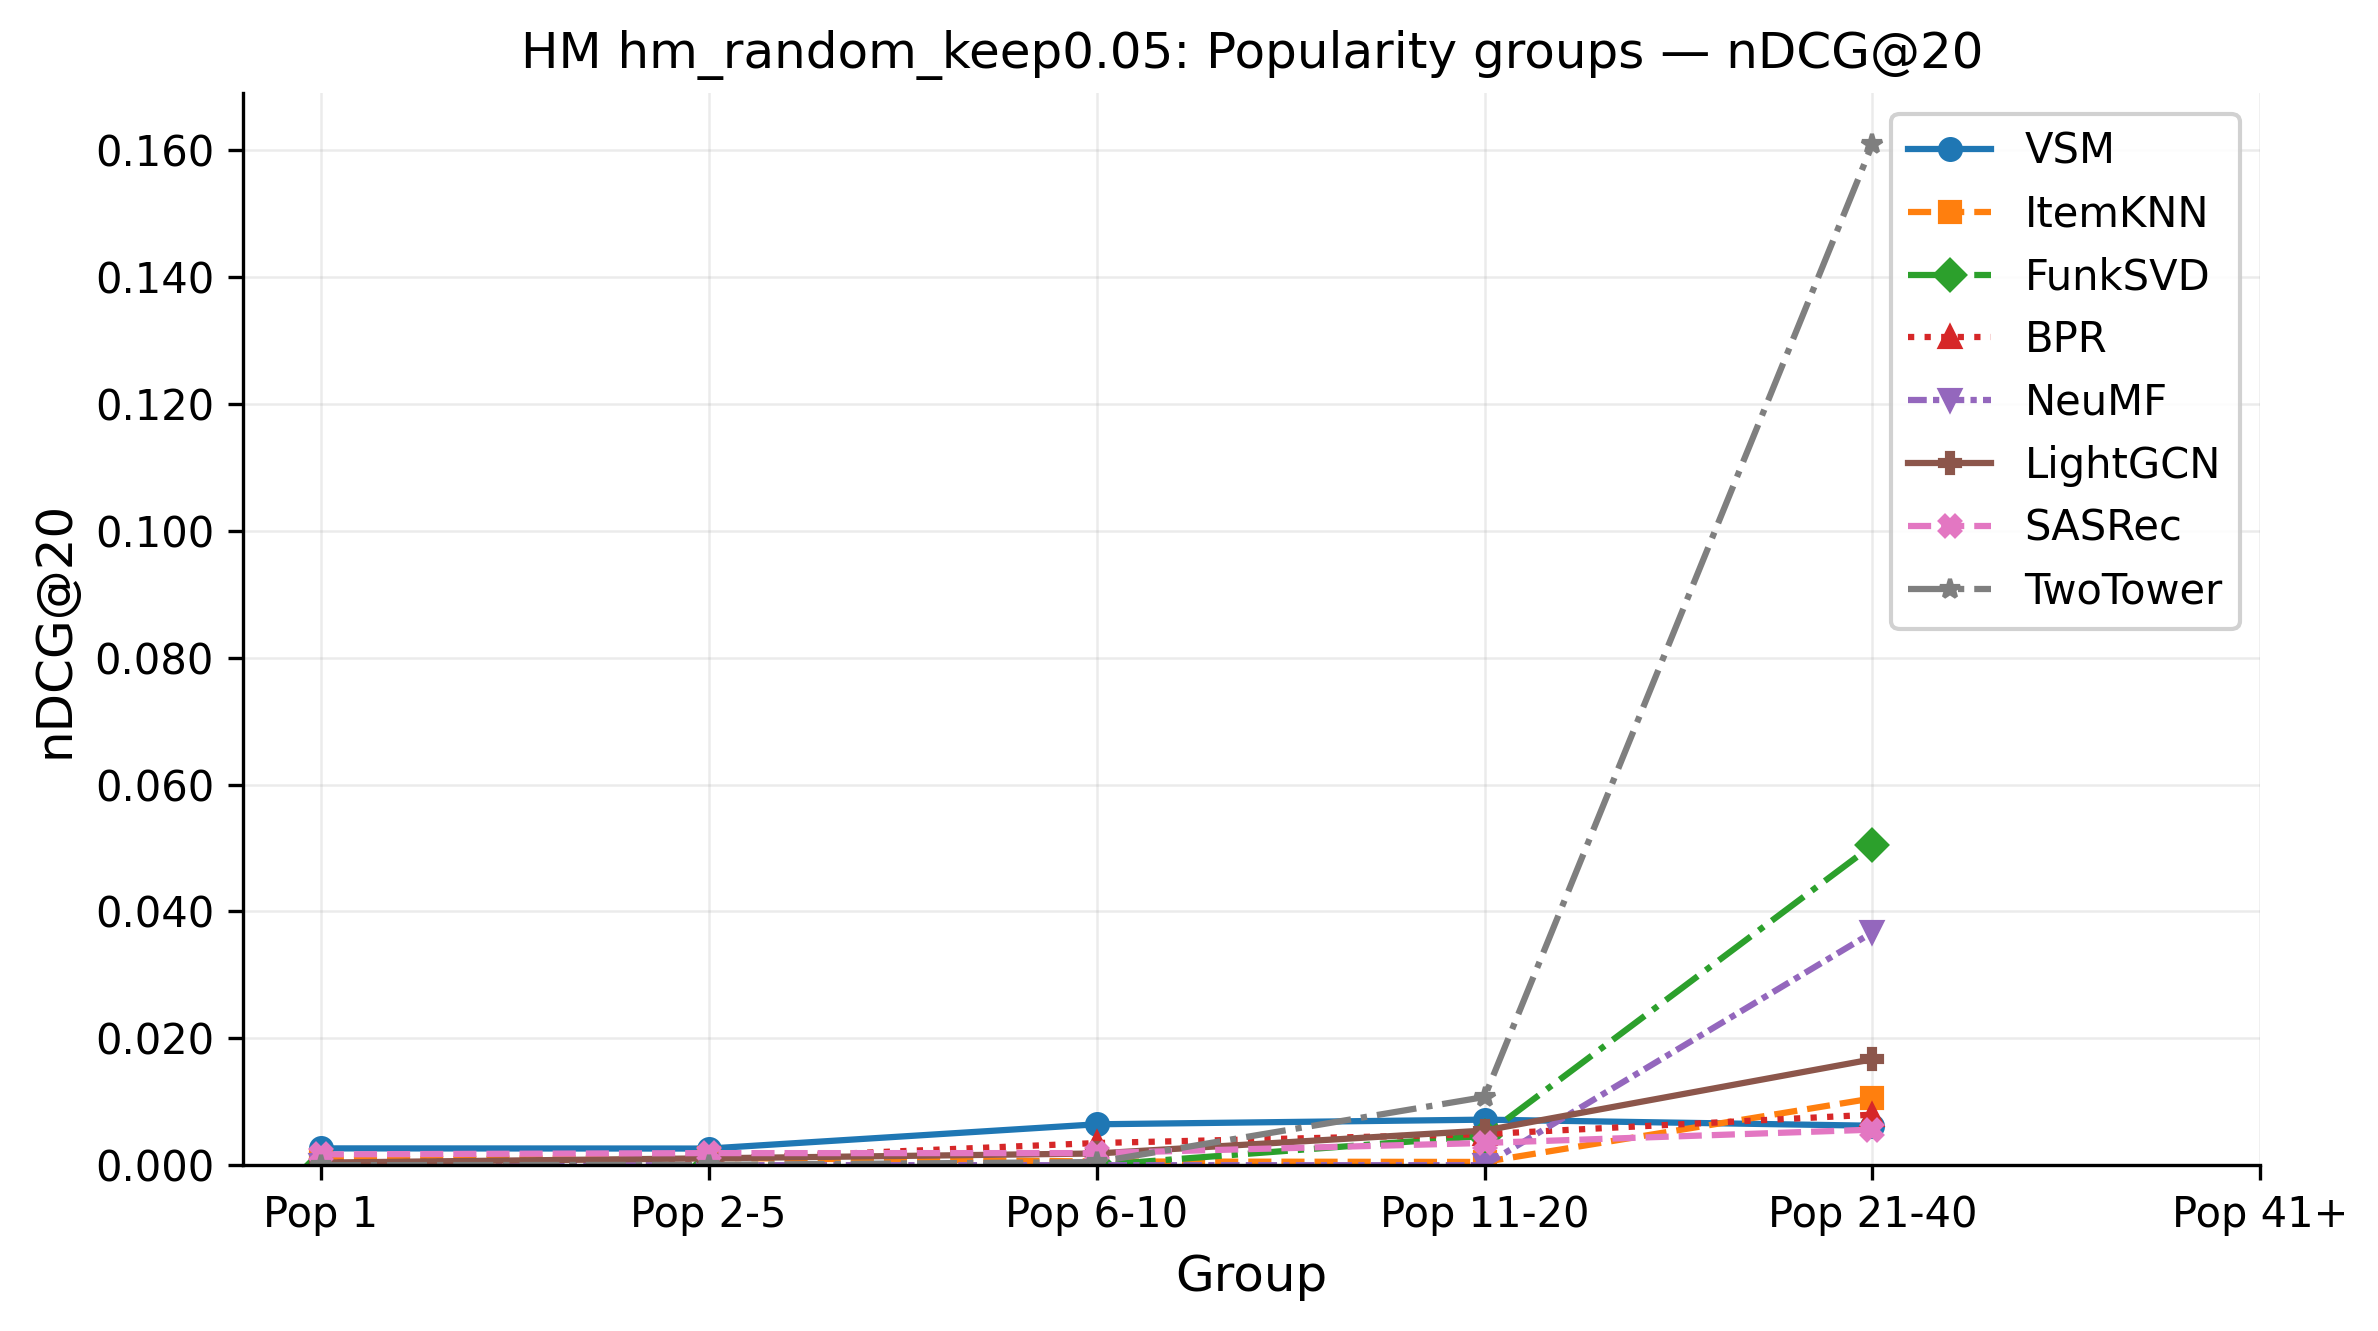 HM hm_random_keep0.05: Popularity groups — nDCG@20
nDCG@20
0.160
0.140
0.120
0.100
0.080
0.060
0.040
0.020
0.000
VSM
ItemKNN
FunkSVD
BPR
NeuMF
LightGCN
SASRec
TwoTower
Pop 1
Pop 2-5
Pop 6-10
Pop 11-20
Pop 21-40
Pop 41+
Group